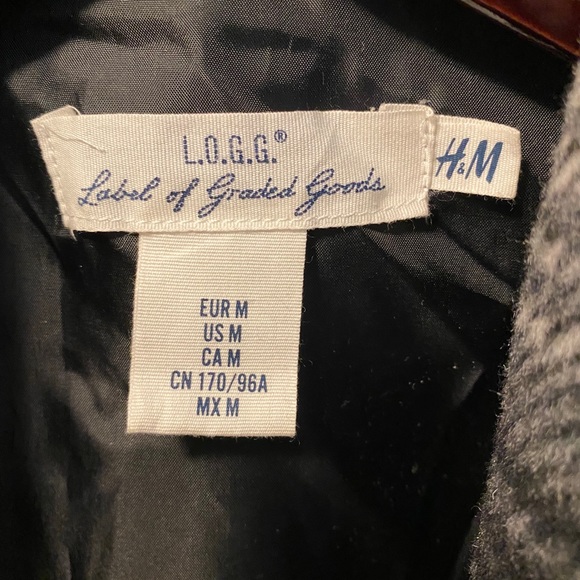 L.O.G.G.®
Label of Graded Goods
H&M
EUR M
US M
CA M
CN 170/96A
MX M